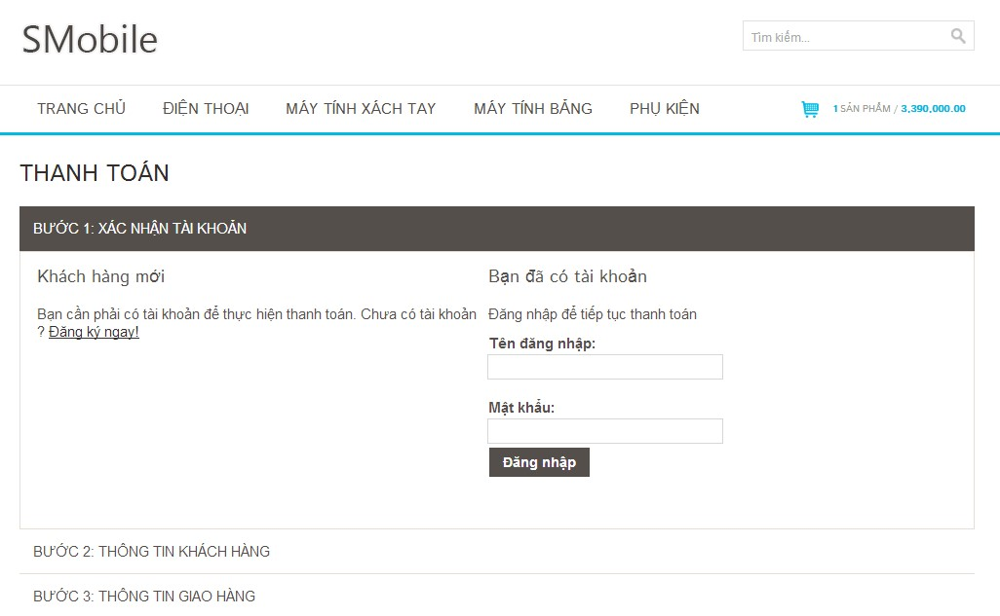 SMobile
Tìm kiếm...
TRANG CHỦ ĐIỆN THOẠI MÁY TÍNH XÁCH TAY MÁY TÍNH BẢNG PHỤ KIỆN 1 SẢN PHẨM / 3,390,000.00
THANH TOÁN
BƯỚC 1: XÁC NHẬN TÀI KHOẢN
Khách hàng mới
Bạn cần phải có tài khoản để thực hiện thanh toán. Chưa có tài khoản
? Đăng ký ngay!
Bạn đã có tài khoản
Đăng nhập để tiếp tục thanh toán
Tên đăng nhập:
Mật khẩu:
Đăng nhập
BƯỚC 2: THÔNG TIN KHÁCH HÀNG
BƯỚC 3: THÔNG TIN GIAO HÀNG